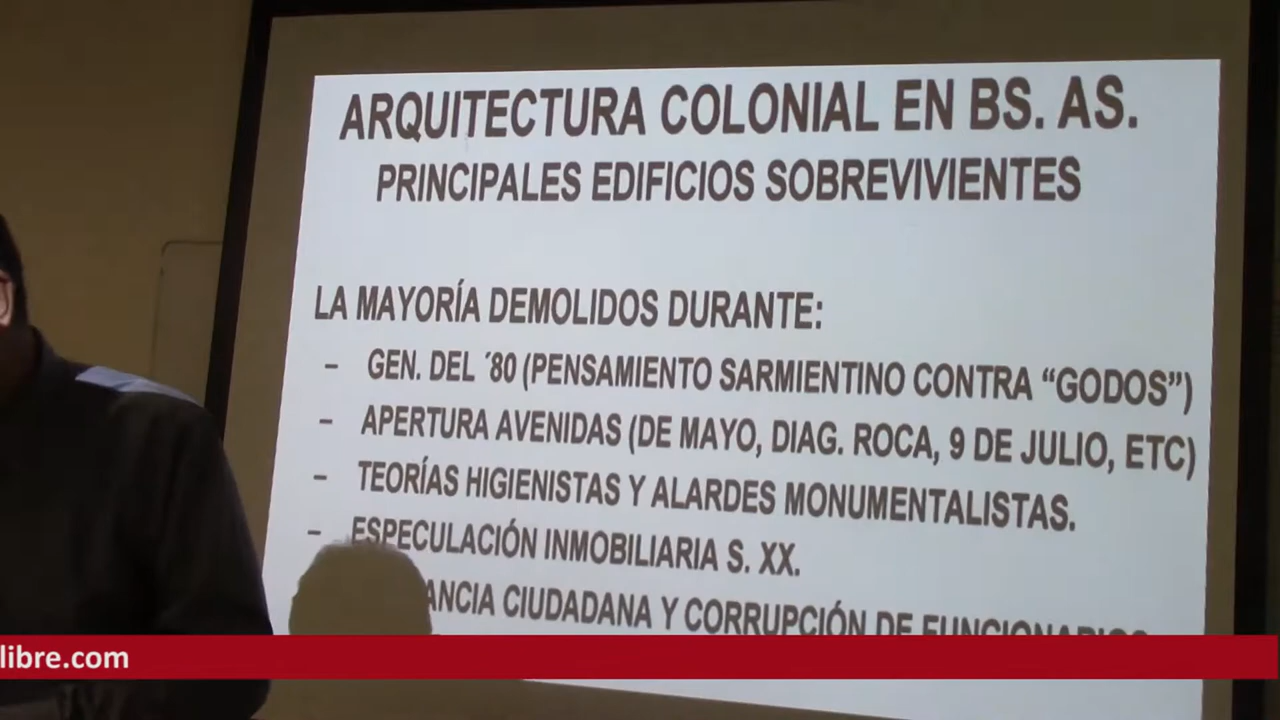 ARQUITECTURA COLONIAL EN BS. AS.
PRINCIPALES EDIFICIOS SOBREVIVIENTES
LA MAYORÍA DEMOLIDOS DURANTE:
- GEN. DEL ´80 (PENSAMIENTO SARMIENTINO CONTRA “GODOS”)
- APERTURA AVENIDAS (DE MAYO, DIAG. ROCA, 9 DE JULIO, ETC)
- TEORÍAS HIGIENISTAS Y ALARDES MONUMENTALISTAS.
- ESPECULACIÓN INMOBILIARIA S. XX.
CIUDADANA Y CORRUPCIÓN DE FUNCIONARIOS
libre.com